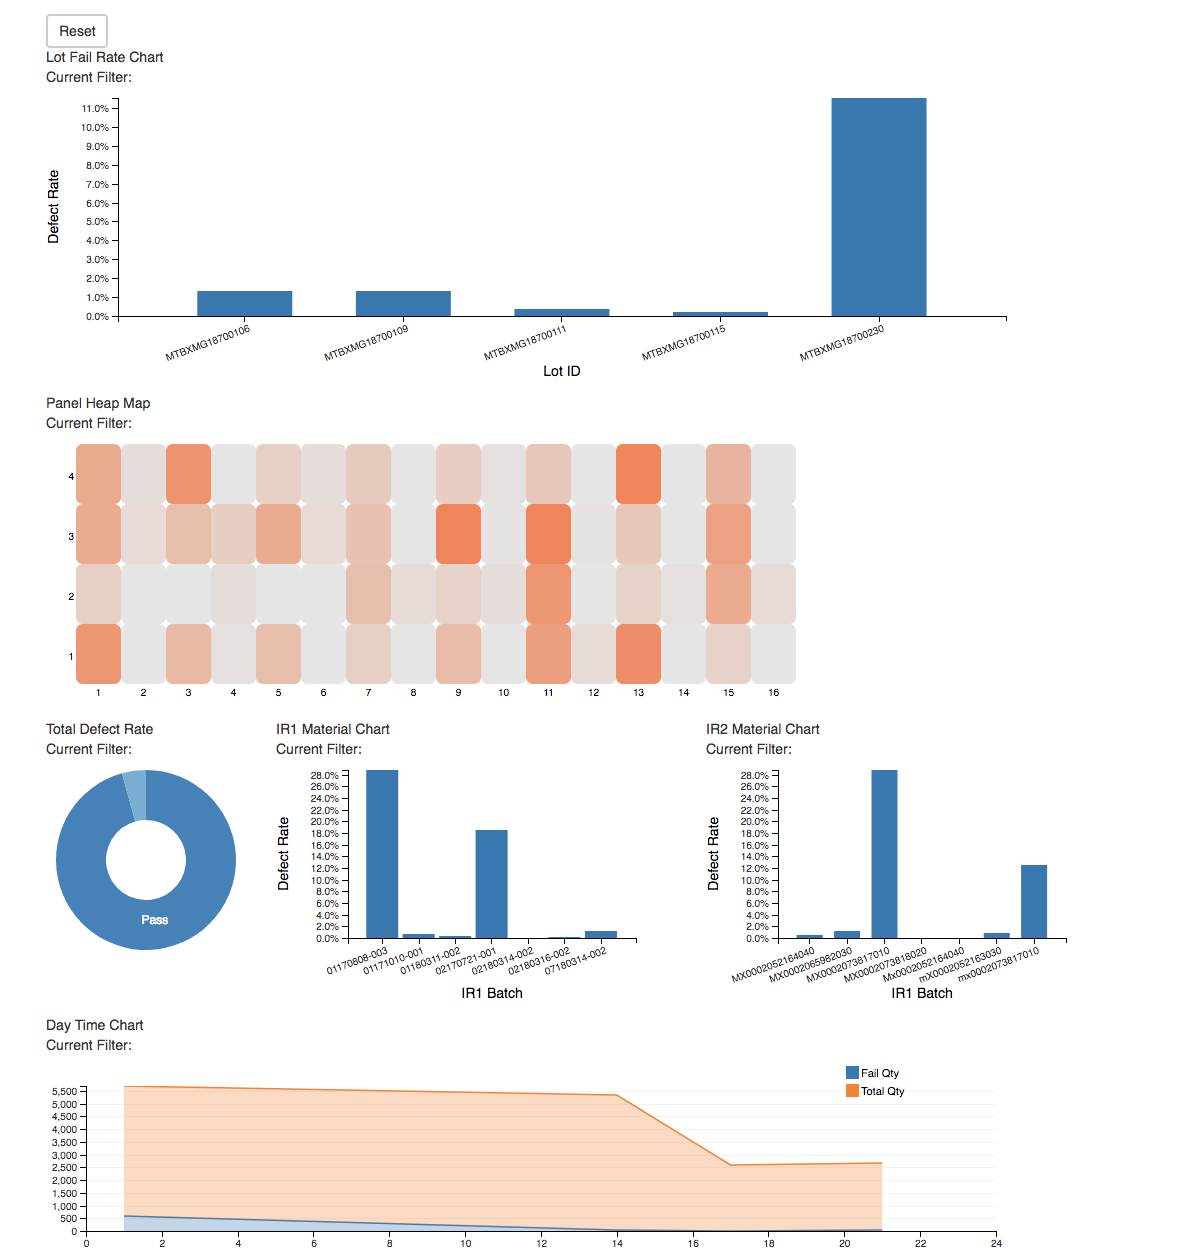 Reset
Lot Fail Rate Chart
Current Filter:
11.0%
10.0%
9.0%
8.0%
7.0%
6.0%
5.0%
4.0%
3.0%
2.0%
1.0%
0.0%
Defect Rate
MTBXMG18700106 MTBXMG18700109 MTBXMG18700111 MTBXMG18700115 MTBXMG18700230
Lot ID
Panel Heap Map
Current Filter:
4
3
2
1
1 2 3 4 5 6 7 8 9 10 11 12 13 14 15 16
Total Defect Rate
Current Filter:
Pass
IR1 Material Chart
Current Filter:
28.0%
26.0%
24.0%
22.0%
20.0%
18.0%
16.0%
14.0%
12.0%
10.0%
8.0%
6.0%
4.0%
2.0%
0.0%
Defect Rate
01170808-003 01171010-001 01180311-002 02170721-001 02180314-002 02180316-002 07180314-002
IR1 Batch
IR2 Material Chart
Current Filter:
28.0%
26.0%
24.0%
22.0%
20.0%
18.0%
16.0%
14.0%
12.0%
10.0%
8.0%
6.0%
4.0%
2.0%
0.0%
Defect Rate
MX0002052164040 MX0002065982030 MX0002073817010 MX0002073818020 Mx0002052164040 mX0002052163030 mx0002073817010
IR1 Batch
Day Time Chart
Current Filter:
Fail Qty
Total Qty
5,500
5,000
4,500
4,000
3,500
3,000
2,500
2,000
1,500
1,000
500
0
0 2 4 6 8 10 12 14 16 18 20 22 24